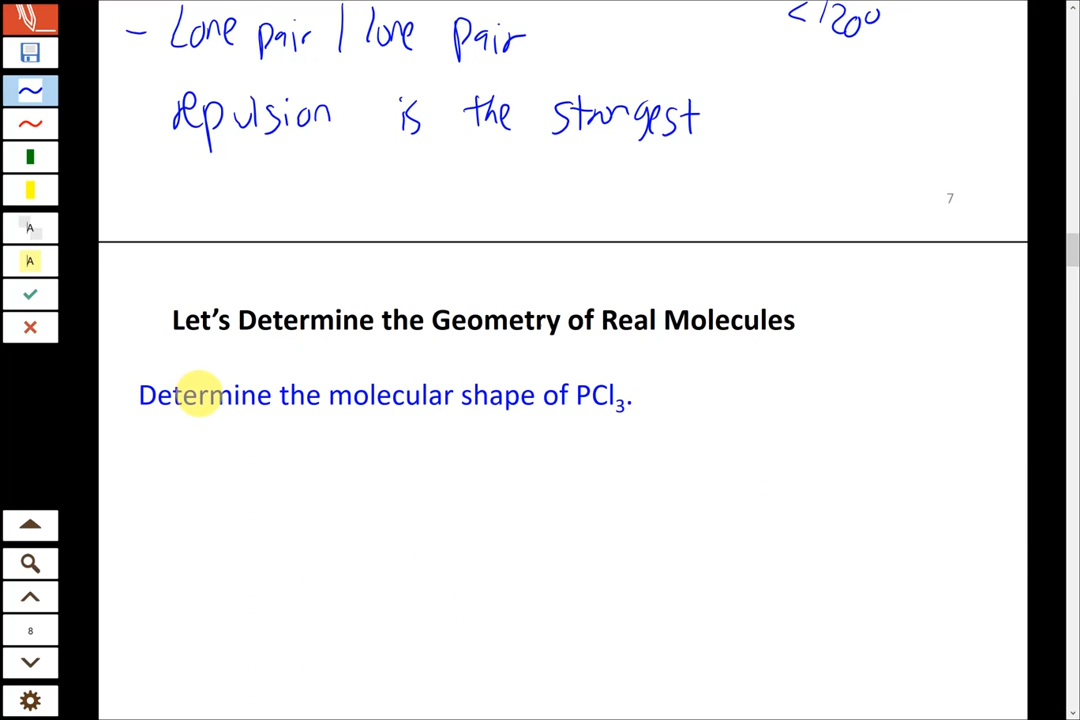 - Lone pair / lone pair
<120°
repulsion is the strongest
7
Let's Determine the Geometry of Real Molecules
Determine the molecular shape of PCl₃.
A
A
8